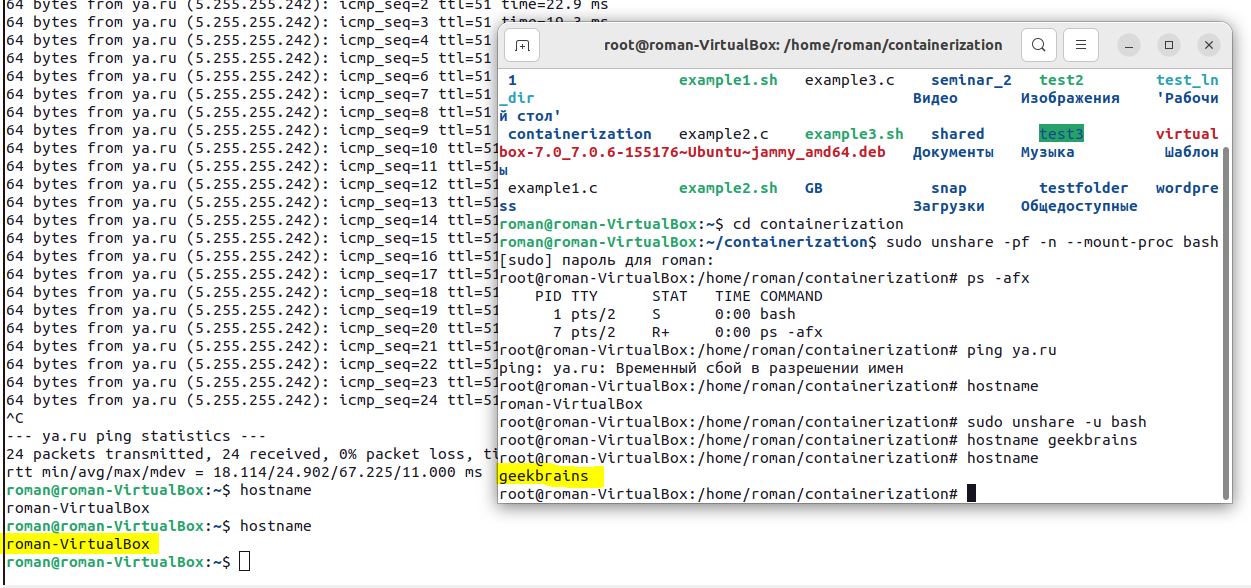 64 bytes from ya.ru (5.255.255.242): icmp_seq=2 ttl=51 time=22.9 ms
64 bytes from ya.ru (5.255.255.242): icmp_seq=3 ttl=51 time=19.3 ms
64 bytes from ya.ru (5.255.255.242): icmp_seq=4 ttl=51
64 bytes from ya.ru (5.255.255.242): icmp_seq=5 ttl=51
64 bytes from ya.ru (5.255.255.242): icmp_seq=6 ttl=51
64 bytes from ya.ru (5.255.255.242): icmp_seq=7 ttl=51
64 bytes from ya.ru (5.255.255.242): icmp_seq=8 ttl=51
64 bytes from ya.ru (5.255.255.242): icmp_seq=9 ttl=51
64 bytes from ya.ru (5.255.255.242): icmp_seq=10 ttl=51
64 bytes from ya.ru (5.255.255.242): icmp_seq=11 ttl=51
64 bytes from ya.ru (5.255.255.242): icmp_seq=12 ttl=51
64 bytes from ya.ru (5.255.255.242): icmp_seq=13 ttl=51
64 bytes from ya.ru (5.255.255.242): icmp_seq=14 ttl=51
64 bytes from ya.ru (5.255.255.242): icmp_seq=15 ttl=51
64 bytes from ya.ru (5.255.255.242): icmp_seq=16 ttl=51
64 bytes from ya.ru (5.255.255.242): icmp_seq=17 ttl=51
64 bytes from ya.ru (5.255.255.242): icmp_seq=18 ttl=51
64 bytes from ya.ru (5.255.255.242): icmp_seq=19 ttl=51
64 bytes from ya.ru (5.255.255.242): icmp_seq=20 ttl=51
64 bytes from ya.ru (5.255.255.242): icmp_seq=21 ttl=51
64 bytes from ya.ru (5.255.255.242): icmp_seq=22 ttl=51
64 bytes from ya.ru (5.255.255.242): icmp_seq=23 ttl=51
64 bytes from ya.ru (5.255.255.242): icmp_seq=24 ttl=51
^C
--- ya.ru ping statistics ---
24 packets transmitted, 24 received, 0% packet loss,
rtt min/avg/max/mdev = 18.114/24.902/67.225/11.000 ms
roman@roman-VirtualBox:~$ hostname
roman-VirtualBox
roman@roman-VirtualBox:~$ hostname
roman-VirtualBox
roman@roman-VirtualBox:~$
root@roman-VirtualBox: /home/roman/containerization
1 example1.sh example3.c seminar_2 test2 test_ln
_dir Видео Изображения 'Рабочи
й стол'
containerization example2.c example3.sh shared test3 virtual
box-7.0_7.0.6-155176~Ubuntu~jammy_amd64.deb Документы Музыка Шаблон
ы
example1.c example2.sh GB snap testfolder wordpre
ss Загрузки Общедоступные
roman@roman-VirtualBox:~$ cd containerization
roman@roman-VirtualBox:~/containerization$ sudo unshare -pf -n --mount-proc bash
[sudo] пароль для roman:
root@roman-VirtualBox:/home/roman/containerization# ps -afx
PID TTY STAT TIME COMMAND
1 pts/2 S 0:00 bash
7 pts/2 R+ 0:00 ps -afx
root@roman-VirtualBox:/home/roman/containerization# ping ya.ru
ping: ya.ru: Временный сбой в разрешении имен
root@roman-VirtualBox:/home/roman/containerization# hostname
roman-VirtualBox
root@roman-VirtualBox:/home/roman/containerization# sudo unshare -u bash
root@roman-VirtualBox:/home/roman/containerization# hostname geekbrains
root@roman-VirtualBox:/home/roman/containerization# hostname
geekbrains
root@roman-VirtualBox:/home/roman/containerization#